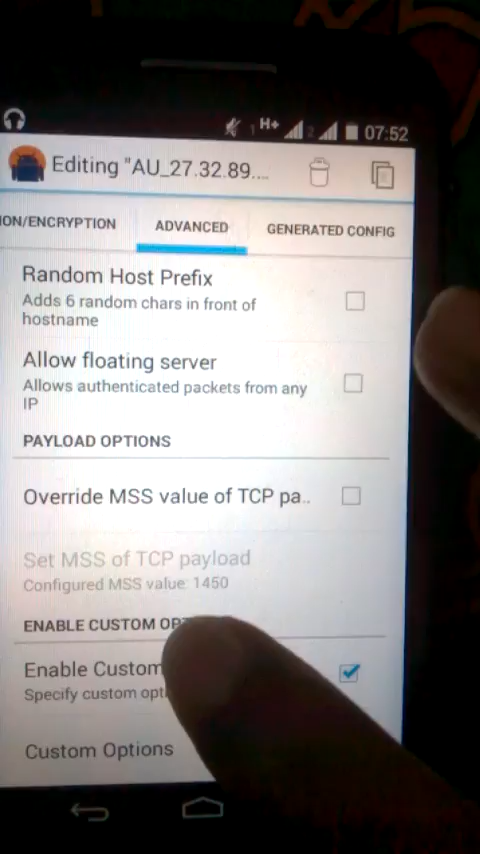 1 H+ 2 07:52
Editing "AU_27.32.89....
ION/ENCRYPTION ADVANCED GENERATED CONFIG
Random Host Prefix
Adds 6 random chars in front of
hostname
Allow floating server
Allows authenticated packets from any
IP
PAYLOAD OPTIONS
Override MSS value of TCP pa..
Set MSS of TCP payload
Configured MSS value: 1450
ENABLE CUSTOM OP
Enable Custom
Specify custom opti
Custom Options